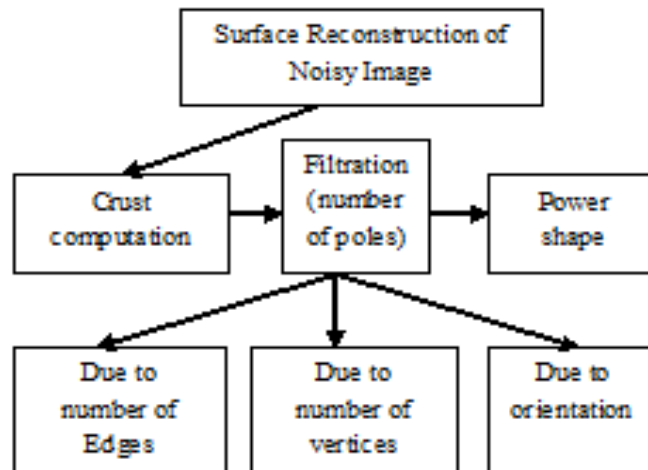 Surface Reconstruction of
Noisy Image
Crust
computation
Filtration
(number
of poles)
Power
shape
Due to
number of
Edges
Due to
number of
vertices
Due to
orientation